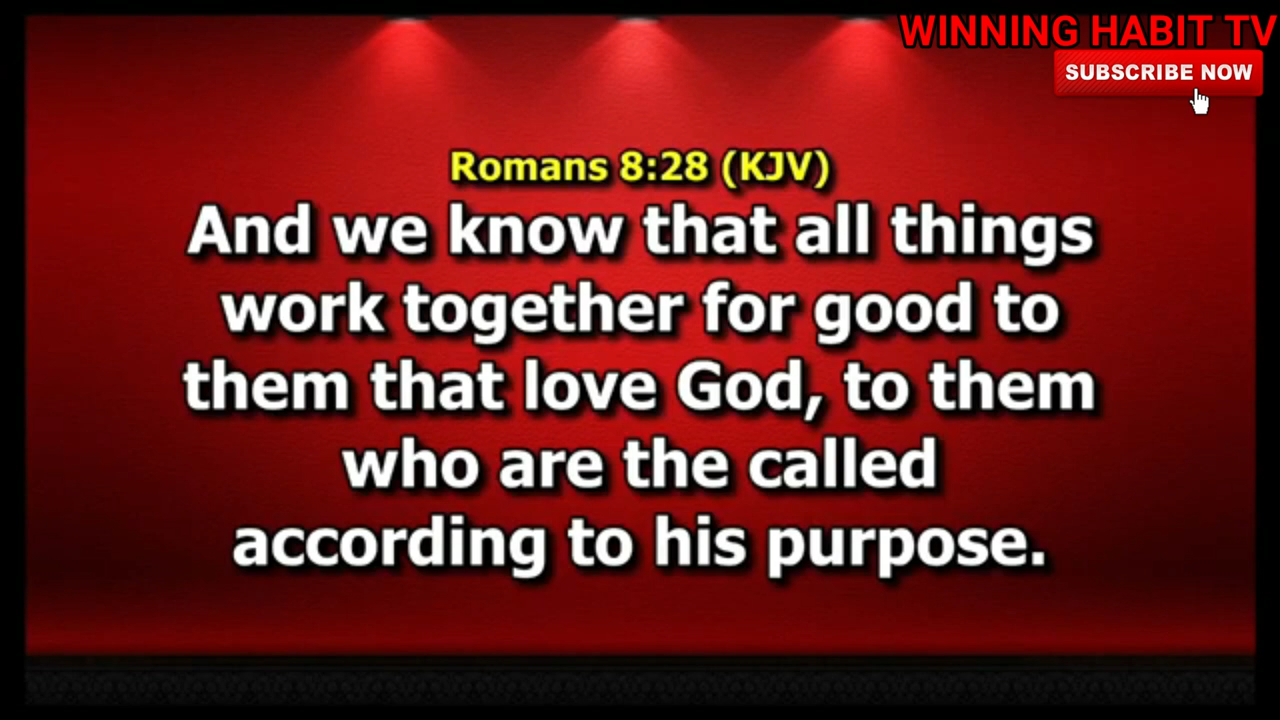 WINNING HABIT TV
SUBSCRIBE NOW
Romans 8:28 (KJV)
And we know that all things
work together for good to
them that love God, to them
who are the called
according to his purpose.